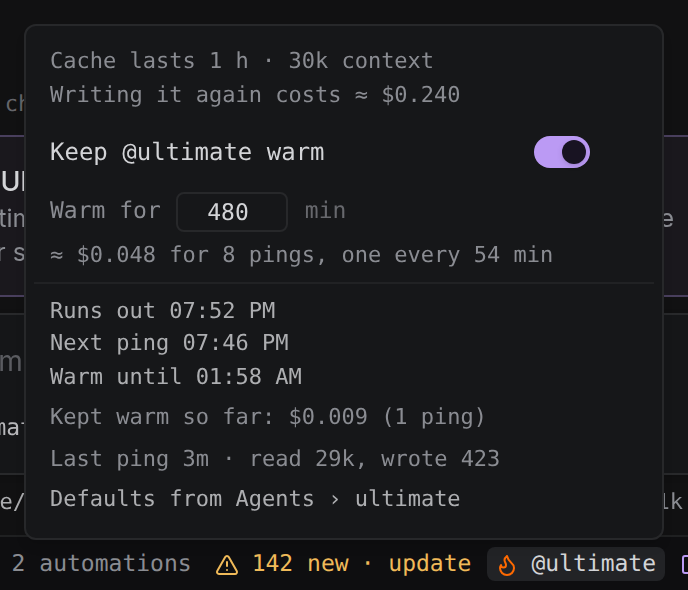 Cache lasts 1 h · 30k context
Writing it again costs ≈ $0.240
Keep @ultimate warm
Warm for 480 min
≈ $0.048 for 8 pings, one every 54 min
Runs out 07:52 PM
Next ping 07:46 PM
Warm until 01:58 AM
Kept warm so far: $0.009 (1 ping)
Last ping 3m · read 29k, wrote 423
Defaults from Agents › ultimate
2 automations 142 new · update @ultimate